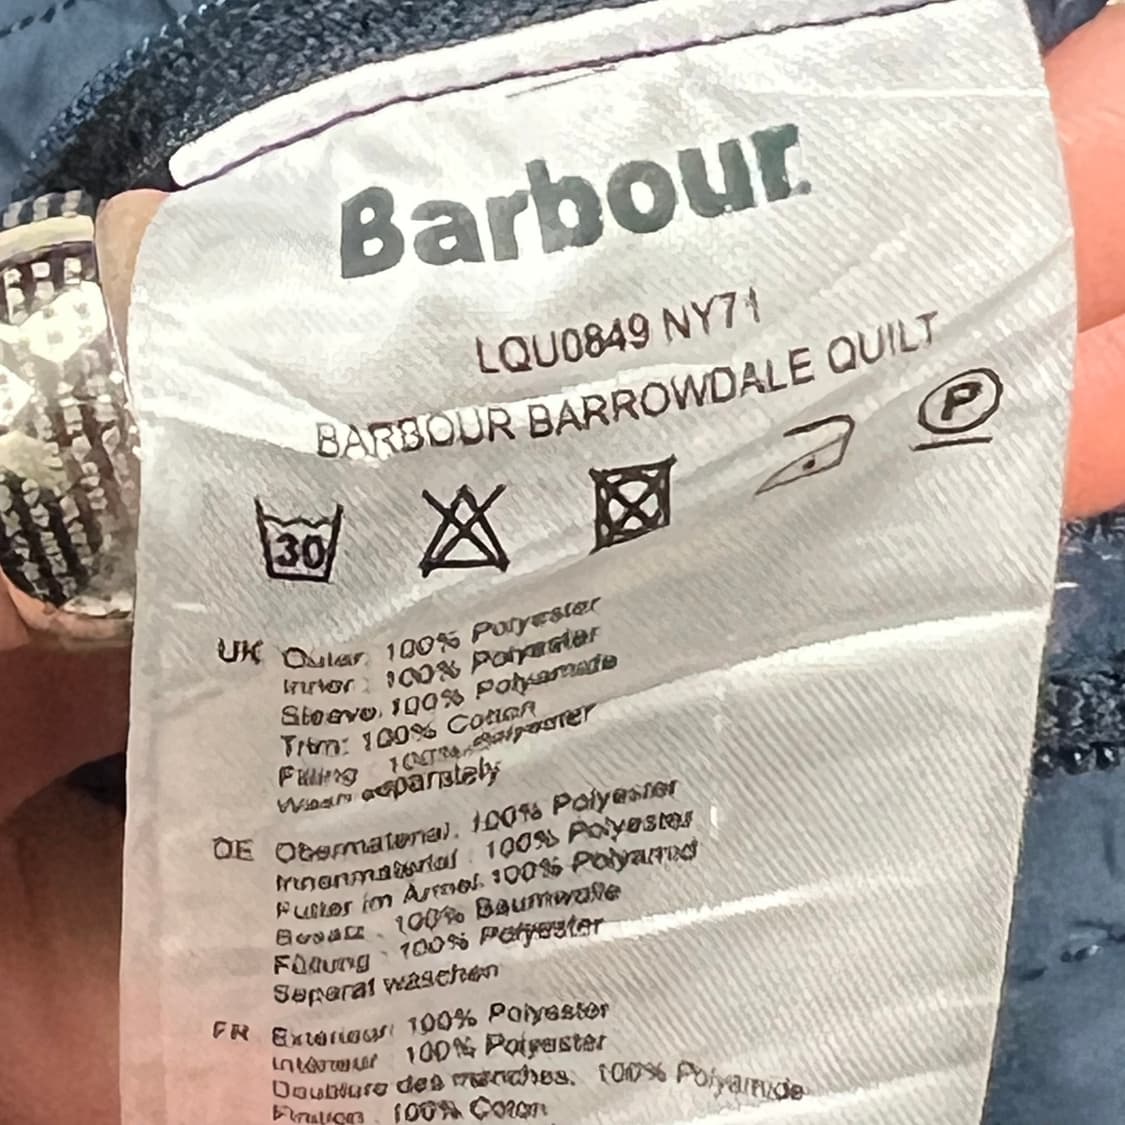 Barbour.
LQU0849 NY71
BARBOUR BARROWDALE QUILT
P
30
UK Outer: 100% Polyester
Inner: 100% Polyester
Sleeve: 100% Polyamide
Trim: 100% Cotton
Filling: 100% Polyester
Wash separately
DE Obermaterial: 100% Polyester
Innenmaterial: 100% Polyester
Futter im Ärmel: 100% Polyamid
Besatz: 100% Baumwolle
Füllung: 100% Polyester
Separat waschen
FR Extérieur: 100% Polyester
Intérieur: 100% Polyester
Doublure des manches: 100% Polyamide
Finition: 100% Coton